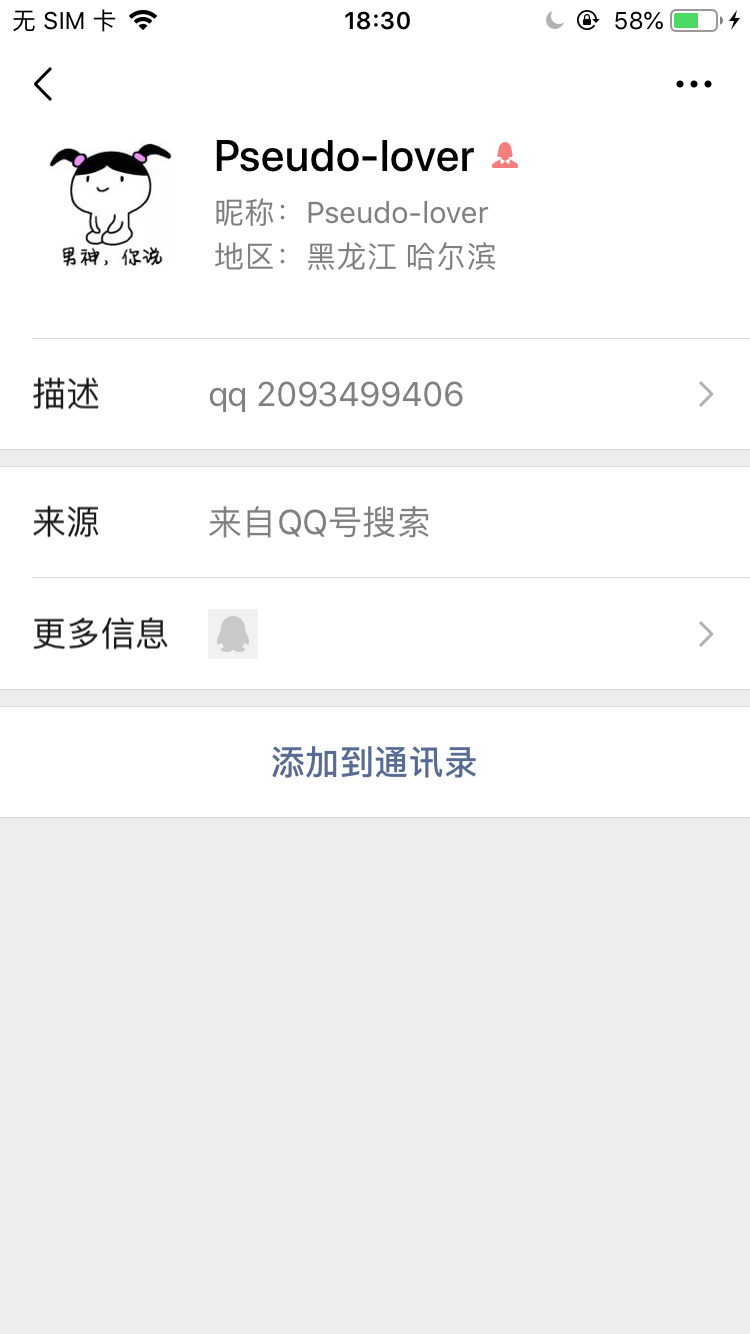 无 SIM 卡 18:30 58%
Pseudo-lover
昵称： Pseudo-lover
地区： 黑龙江 哈尔滨
男神，你说
描述 qq 2093499406
来源 来自QQ号搜索
更多信息
添加到通讯录